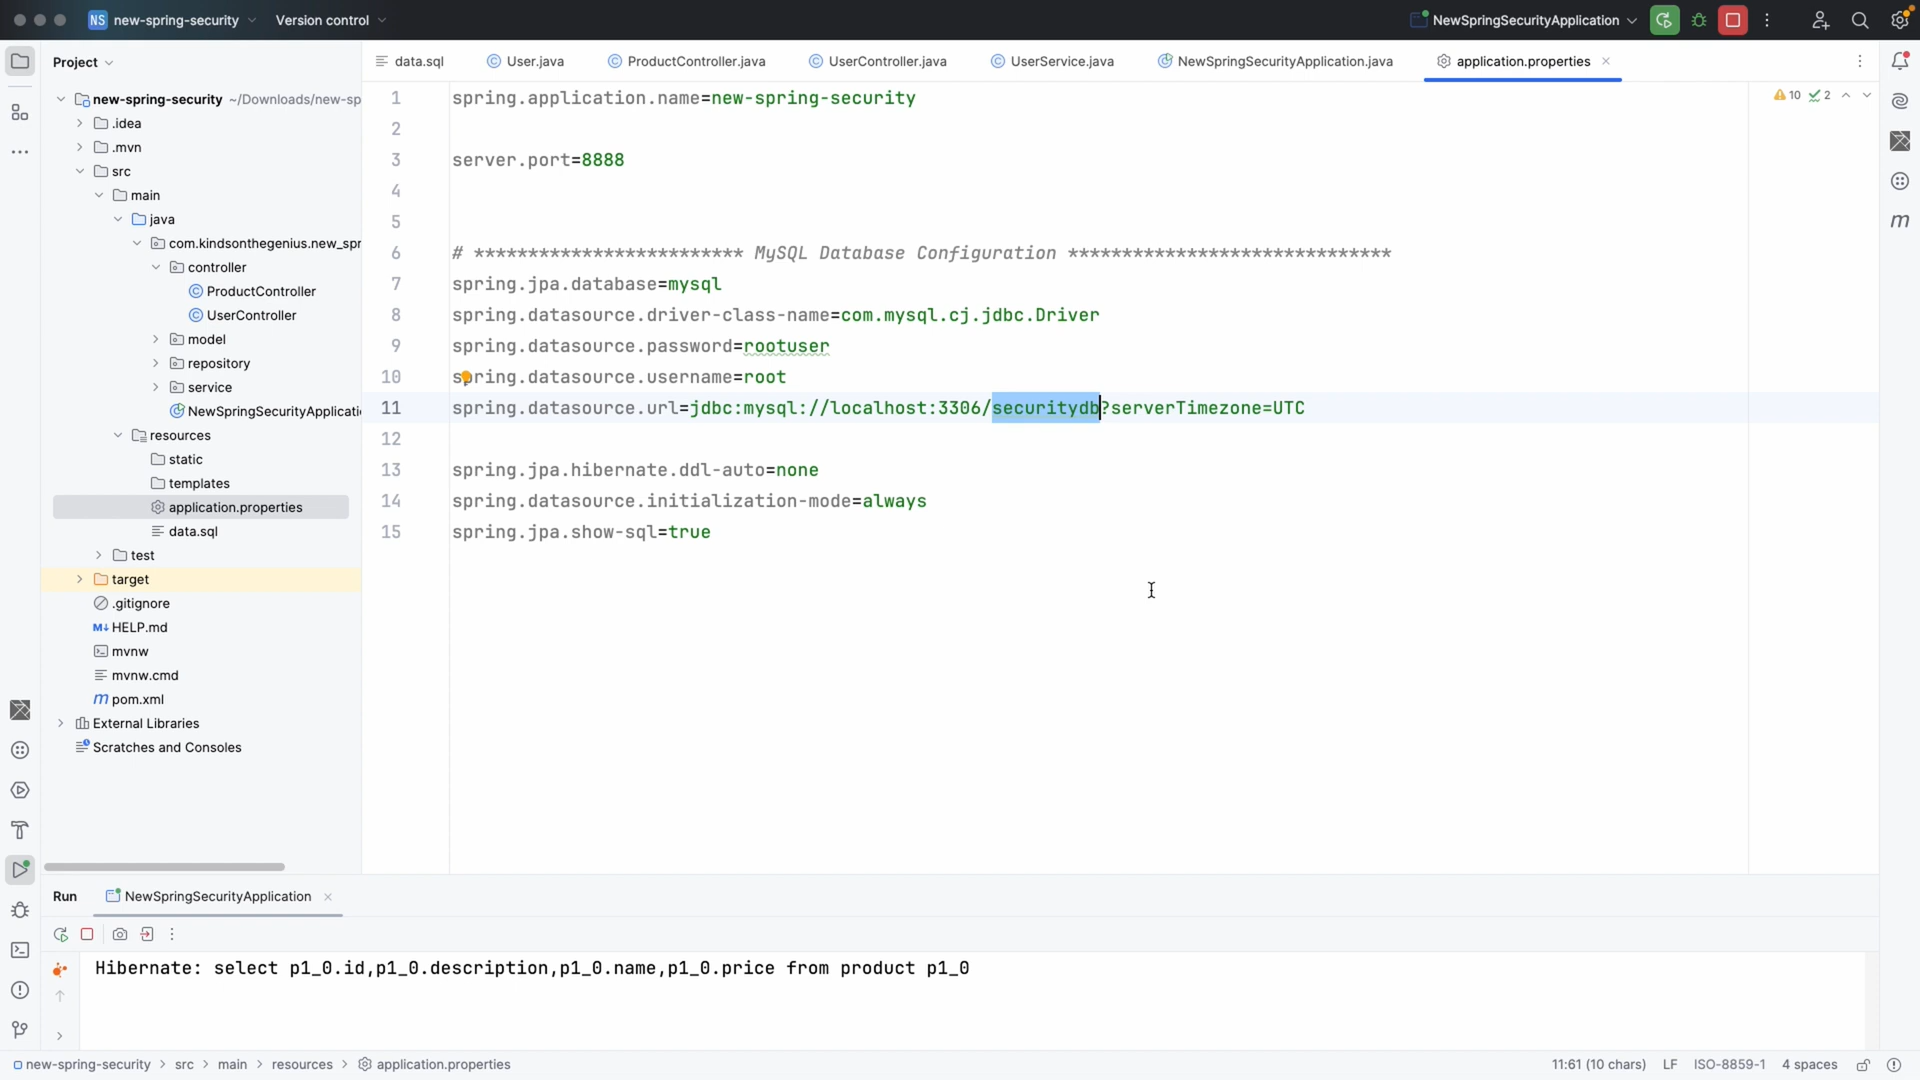 NS new-spring-security Version control NewSpringSecurityApplication
Project
data.sql User.java ProductController.java UserController.java UserService.java NewSpringSecurityApplication.java application.properties
new-spring-security ~/Downloads/new-sp
.idea
.mvn
src
main
java
com.kindsonthegenius.new_spr
controller
ProductController
UserController
model
repository
service
NewSpringSecurityApplicati
resources
static
templates
application.properties
data.sql
test
target
.gitignore
M↓ HELP.md
mvnw
mvnw.cmd
m pom.xml
External Libraries
Scratches and Consoles
10 2
1 spring.application.name=new-spring-security
2
3 server.port=8888
4
5
6 # ************************* MySQL Database Configuration ******************************
7 spring.jpa.database=mysql
8 spring.datasource.driver-class-name=com.mysql.cj.jdbc.Driver
9 spring.datasource.password=rootuser
10 spring.datasource.username=root
11 spring.datasource.url=jdbc:mysql://localhost:3306/securitydb?serverTimezone=UTC
12
13 spring.jpa.hibernate.ddl-auto=none
14 spring.datasource.initialization-mode=always
15 spring.jpa.show-sql=true
m
Run NewSpringSecurityApplication
Hibernate: select p1_0.id,p1_0.description,p1_0.name,p1_0.price from product p1_0
new-spring-security > src > main > resources > application.properties 11:61 (10 chars) LF ISO-8859-1 4 spaces